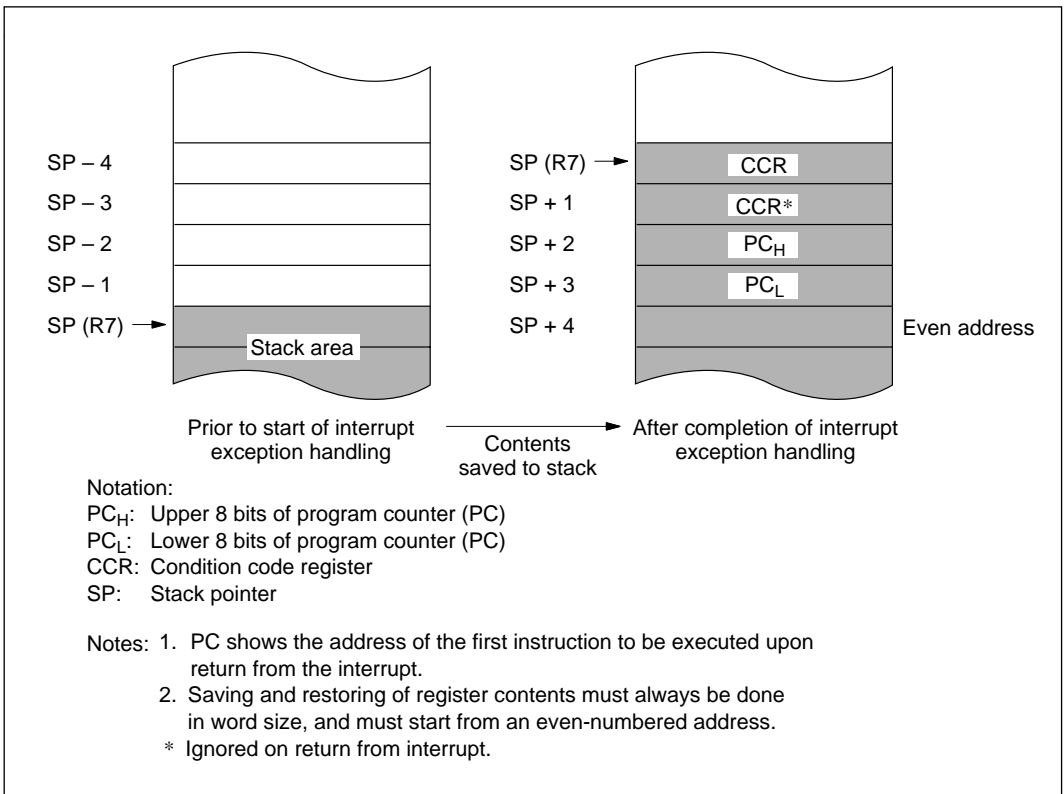 SP – 4
SP – 3
SP – 2
SP – 1
SP (R7)
Stack area
SP (R7)
SP + 1
SP + 2
SP + 3
SP + 4
CCR
CCR*
PCH
PCL
Even address
Prior to start of interrupt
exception handling
Contents
saved to stack
After completion of interrupt
exception handling
Notation:
PCH: Upper 8 bits of program counter (PC)
PCL: Lower 8 bits of program counter (PC)
CCR: Condition code register
SP: Stack pointer
Notes: 1. PC shows the address of the first instruction to be executed upon
return from the interrupt.
2. Saving and restoring of register contents must always be done
in word size, and must start from an even-numbered address.
* Ignored on return from interrupt.